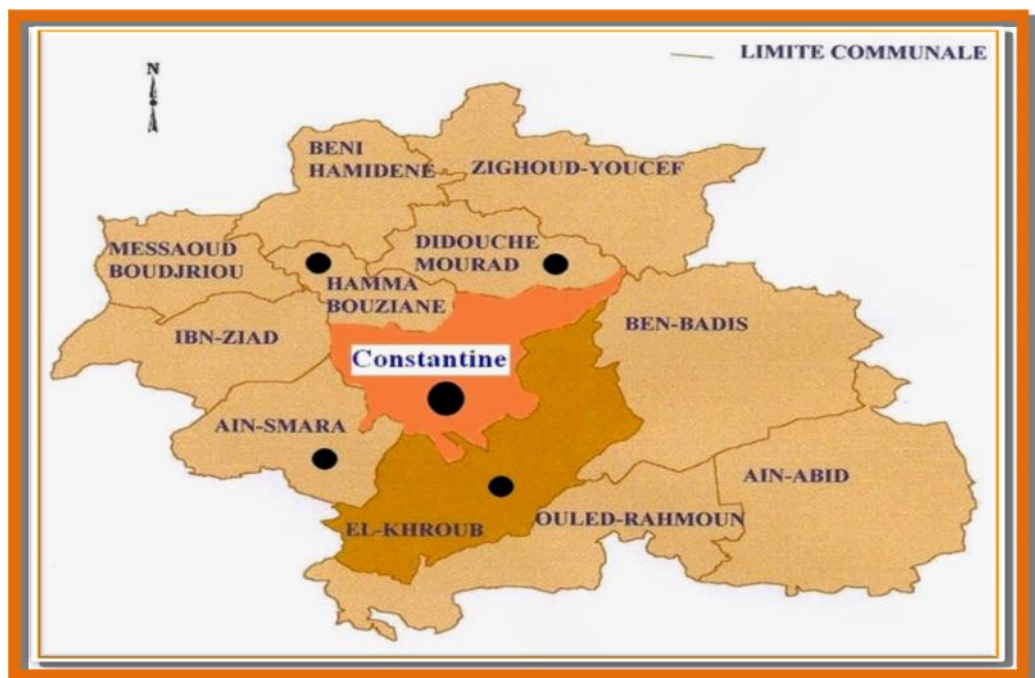 LIMITE COMMUNALE
N
BENI
HAMIDENE
ZIGHOUD-YOUCEF
MESSAOUD
BOUDJRIOU
DIDOUCHE
MOURAD
HAMMA
BOUZIANE
IBN-ZIAD
BEN-BADIS
Constantine
AIN-SMARA
AIN-ABID
EL-KHROUB
OULED-RAHMOUN